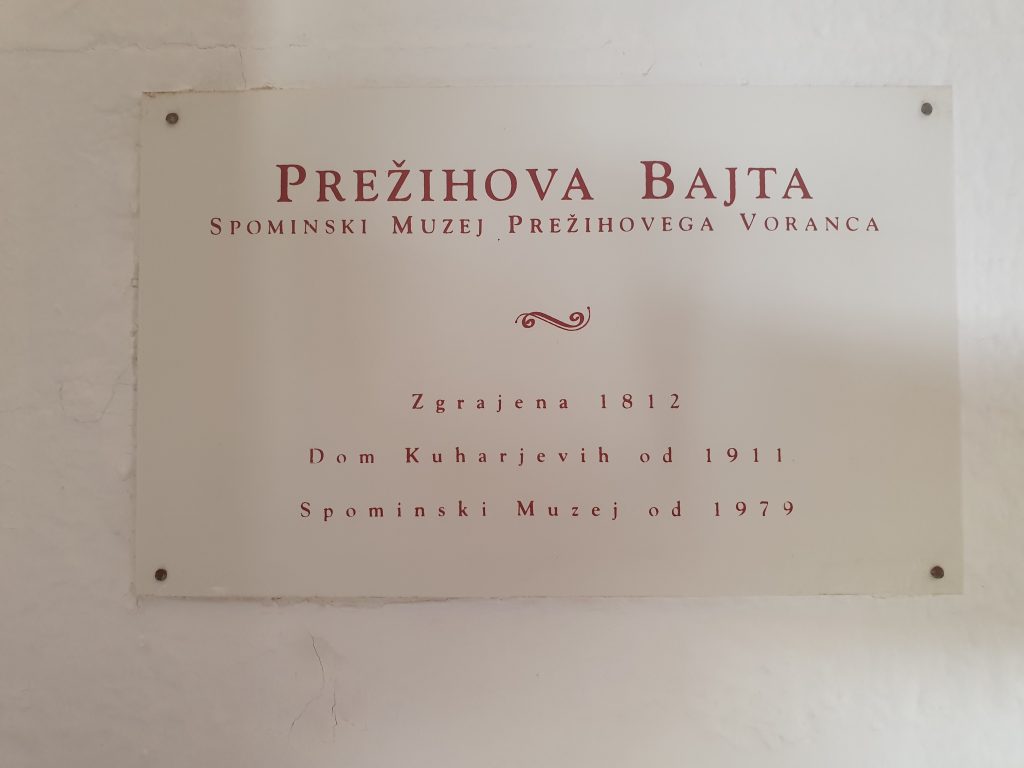 PREŽIHOVA BAJTA
SPOMINSKI MUZEJ PREŽIHOVEGA VORANCA
Zgrajena 1812
Dom Kuharjevih od 1911
Spominski Muzej od 1979